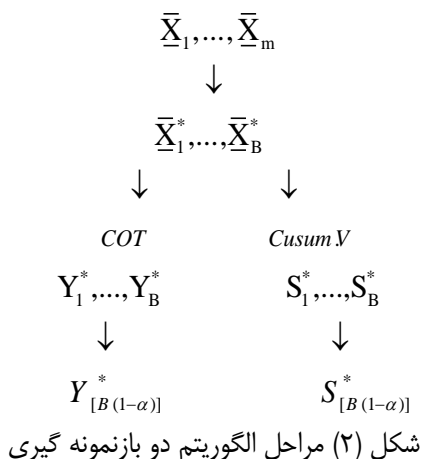 X̲̅₁,...,X̲̅ₘ
↓
X̲̅₁*,...,X̲̅_B*
↓ ↓
COT Cusum.V
Y₁*,...,Y_B* S₁*,...,S_B*
↓ ↓
Y*_[B(1−α)] S*_[B(1−α)]
شکل (۲) مراحل الگوریتم دو بازنمونه گیری